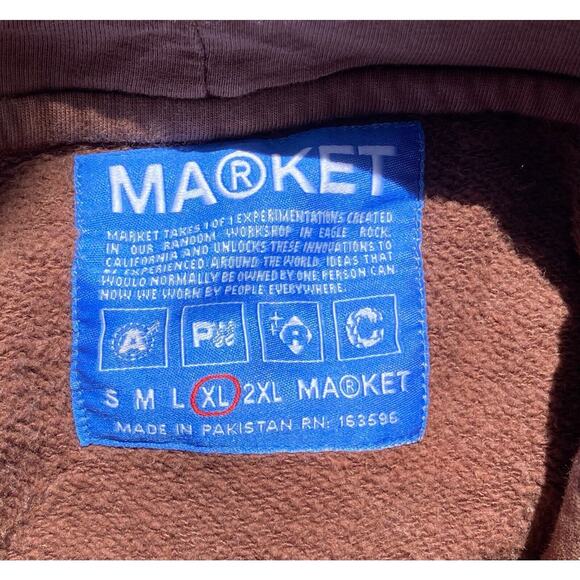 MA®KET
MARKET TAKES 1 OF 1 EXPERIMENTATIONS CREATED
IN OUR RANDOM WORKSHOP IN EAGLE ROCK,
CALIFORNIA AND UNLOCKS THESE INNOVATIONS TO
BE EXPERIENCED AROUND THE WORLD. IDEAS THAT
WOULD NORMALLY BE OWNED BY ONE PERSON CAN
NOW WE WORN BY PEOPLE EVERYWHERE.
A P R C
S M L XL 2XL MA®KET
MADE IN PAKISTAN RN: 163596